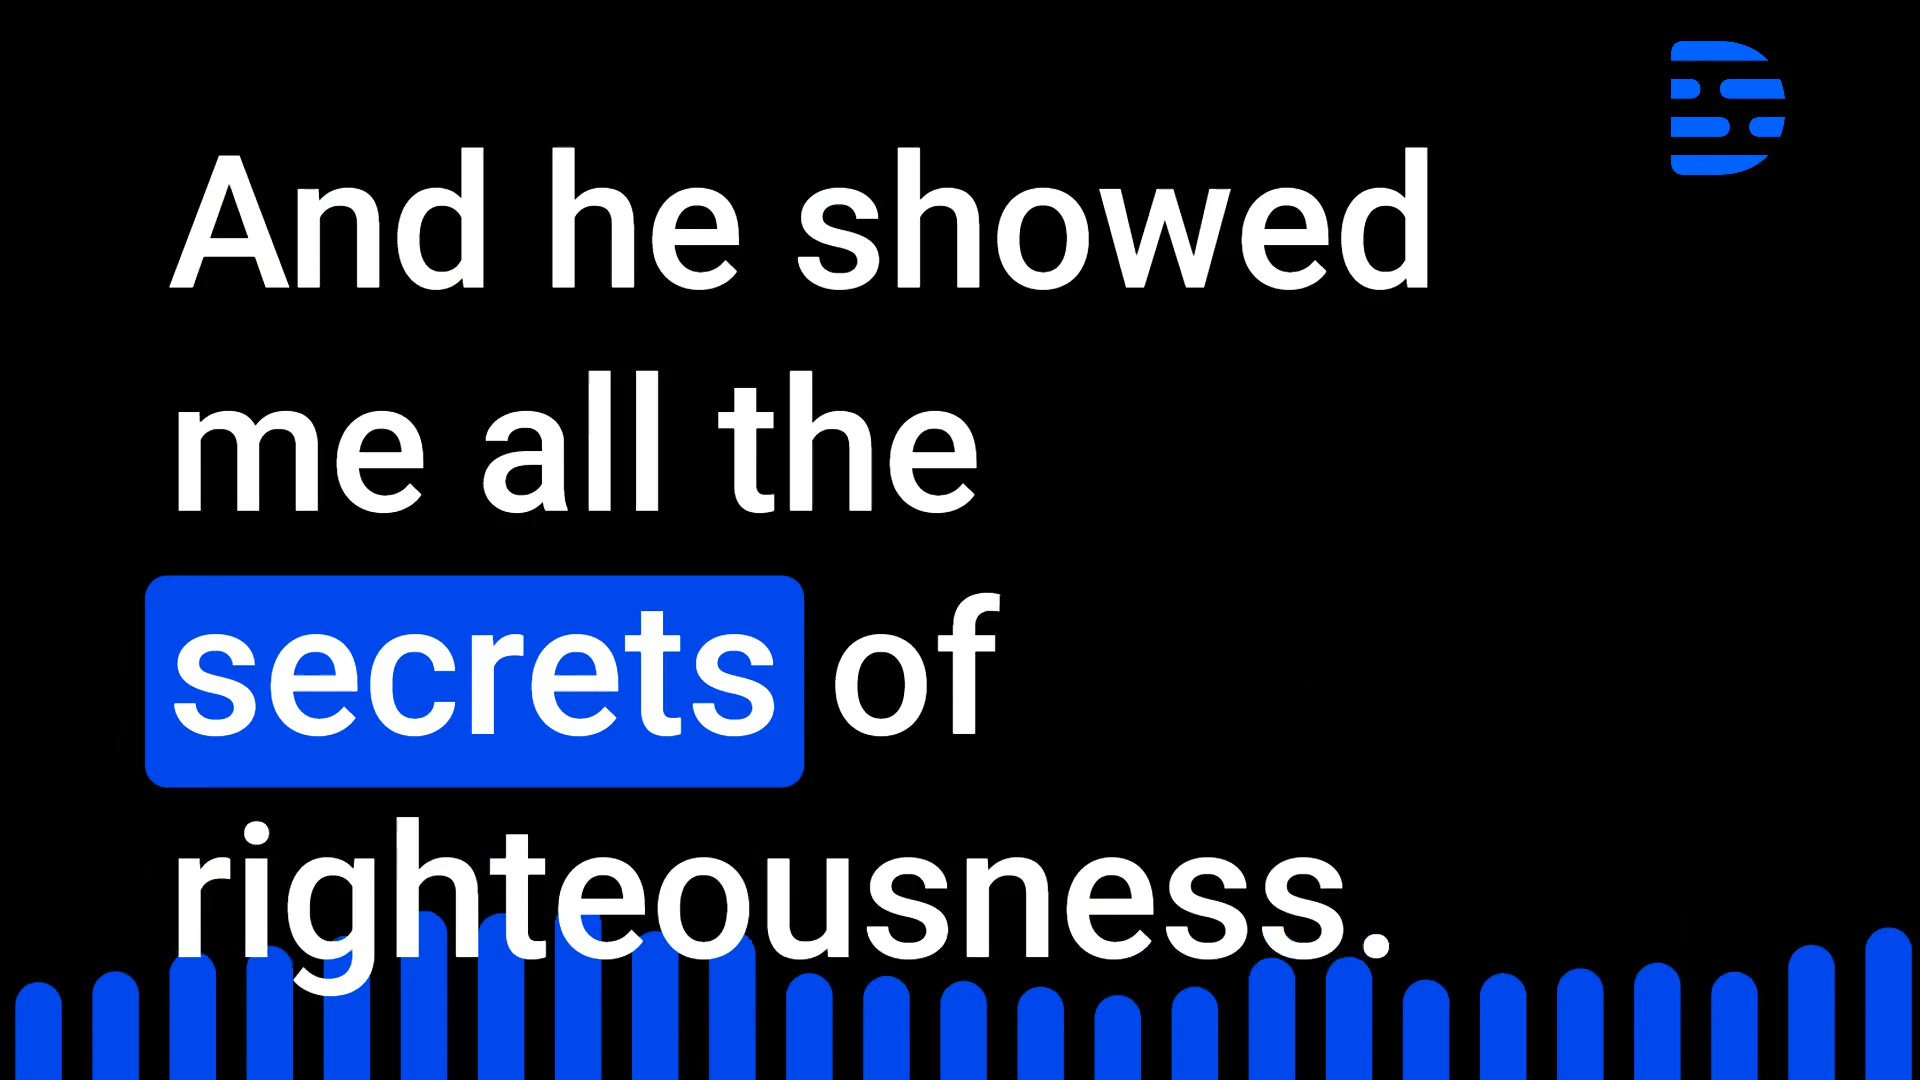 And he showed
me all the
secrets of
righteousness.